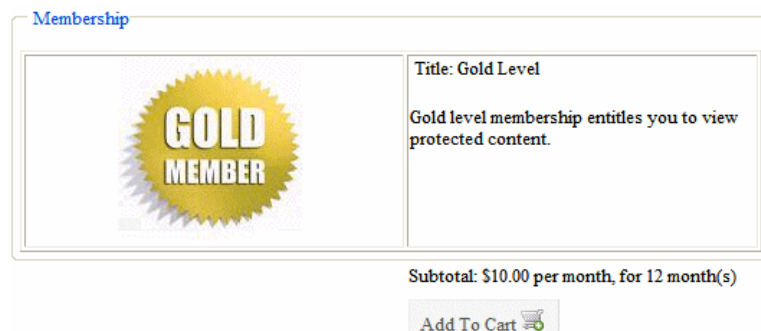 Membership
GOLD
MEMBER
Title: Gold Level
Gold level membership entitles you to view
protected content.
Subtotal: $10.00 per month, for 12 month(s)
Add To Cart